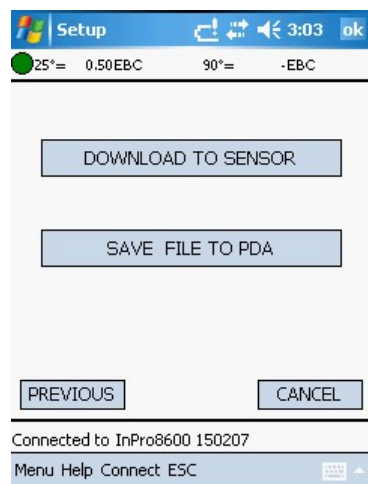 Setup 3:03 ok
25°= 0.50EBC 90°= -EBC
DOWNLOAD TO SENSOR
SAVE FILE TO PDA
PREVIOUS CANCEL
Connected to InPro8600 150207
Menu Help Connect ESC